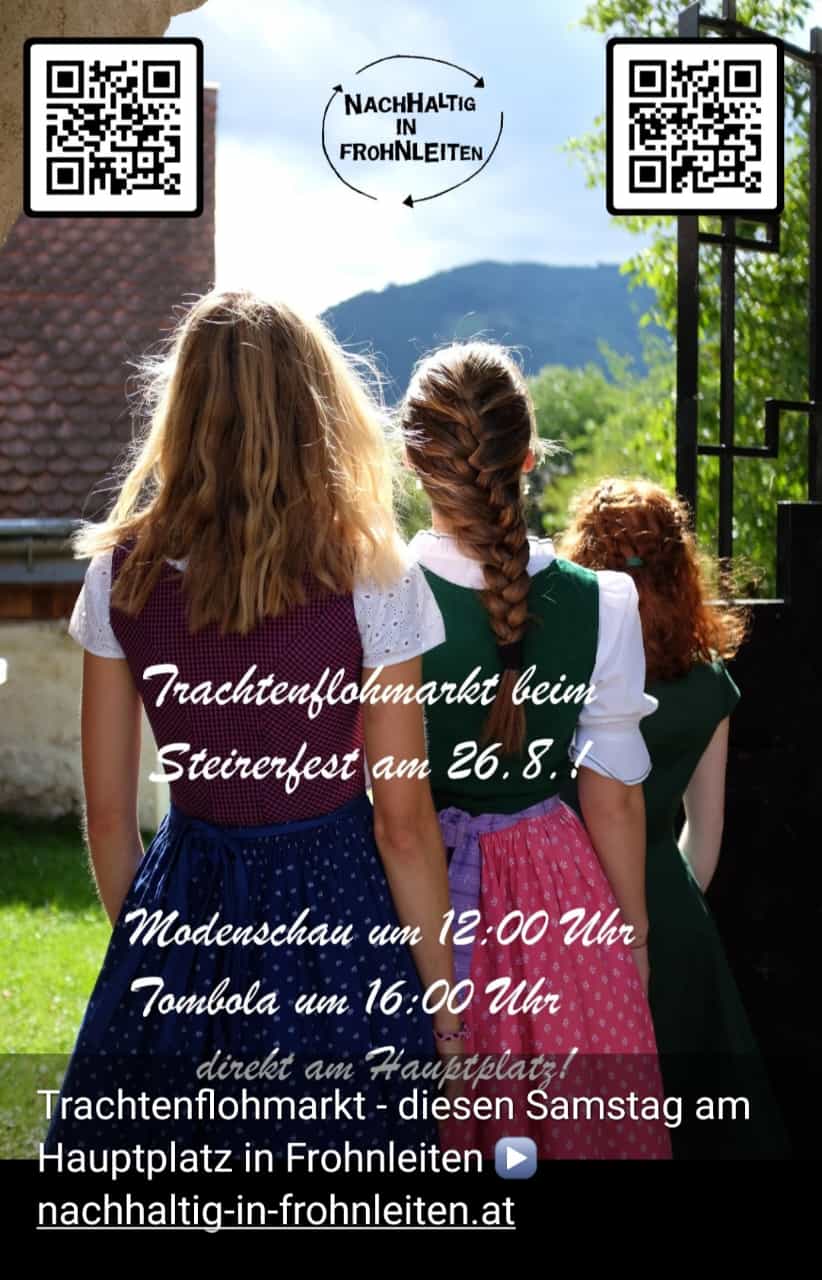 NACHHALTIG
IN
FROHNLEITEN
Trachtenflohmarkt beim
Steirerfest am 26.8.!
Modenschau um 12:00 Uhr
Tombola um 16:00 Uhr
direkt am Hauptplatz!
Trachtenflohmarkt - diesen Samstag am
Hauptplatz in Frohnleiten ▶️
nachhaltig-in-frohnleiten.at